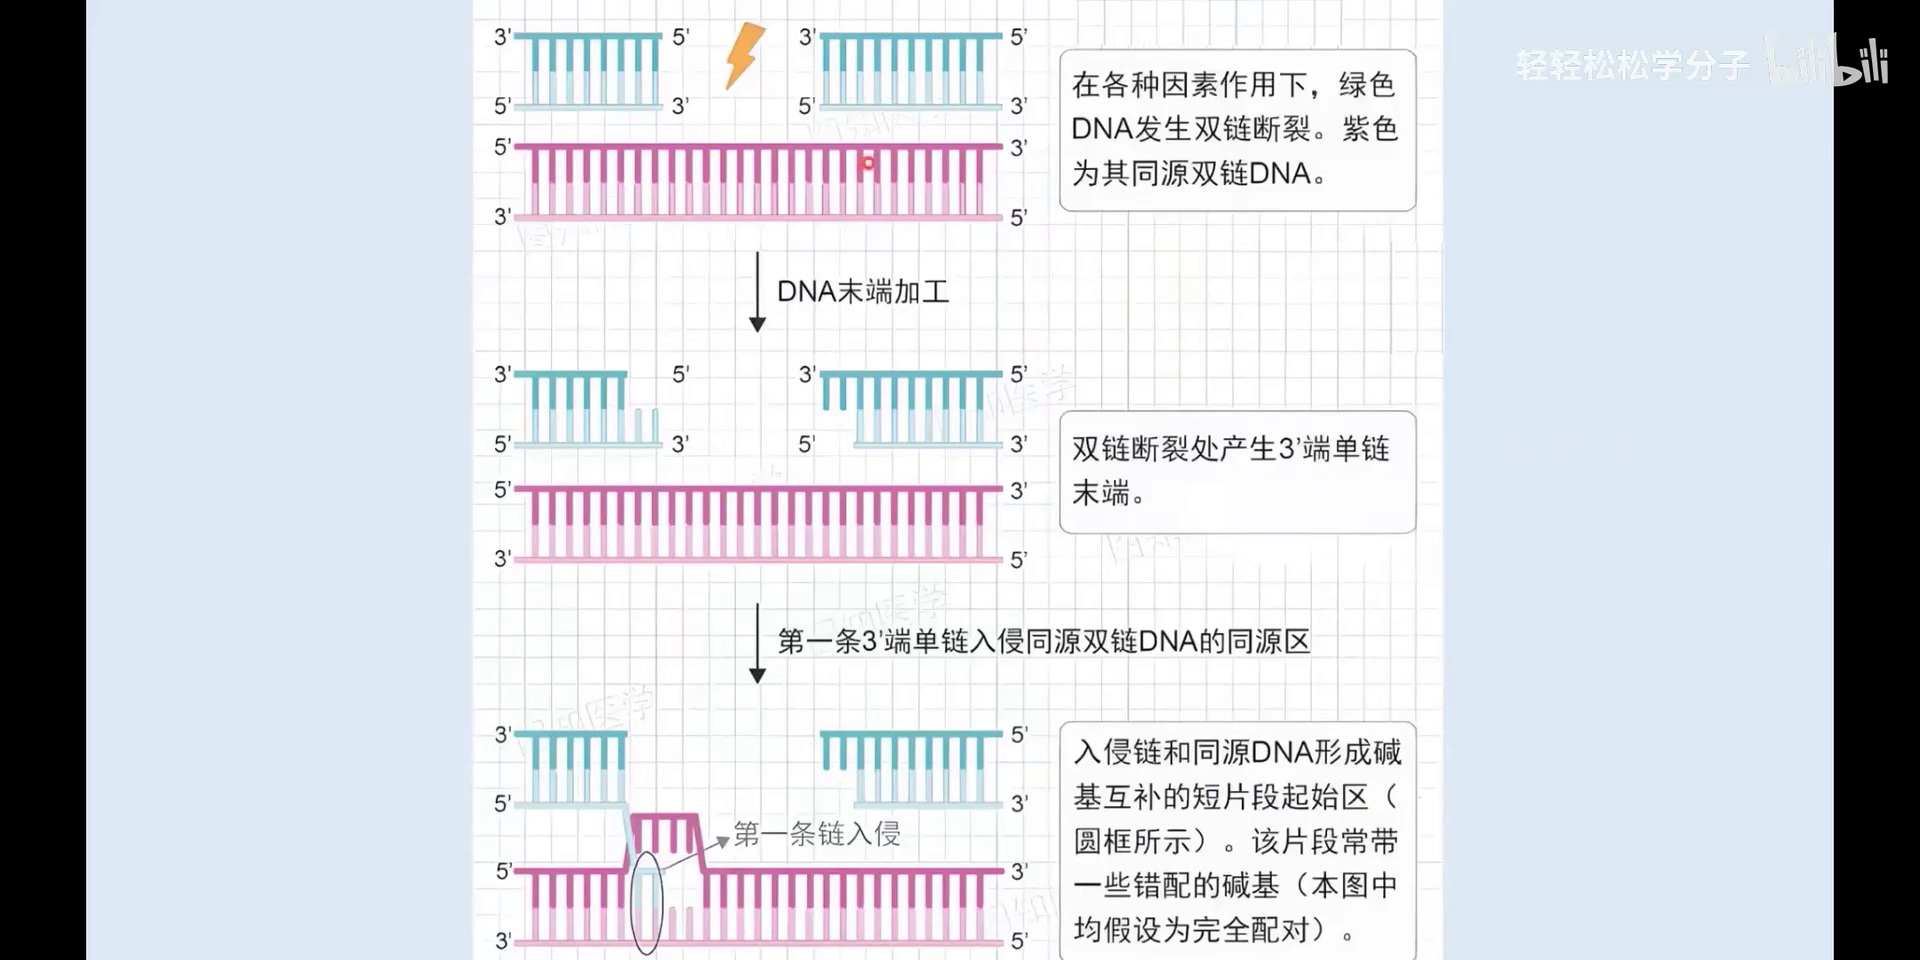 轻轻松松学分子 bilibili
3' 5' 3' 5'
5' 3' 5' 3'
5' 3'
3' 5'
在各种因素作用下，绿色
DNA发生双链断裂。紫色
为其同源双链DNA。
DNA末端加工
3' 5' 3' 5'
5' 3' 5' 3'
5' 3'
3' 5'
双链断裂处产生3'端单链
末端。
第一条3'端单链入侵同源双链DNA的同源区
3' 5'
5' 3'
第一条链入侵
5' 3'
3' 5'
入侵链和同源DNA形成碱
基互补的短片段起始区（
圆框所示）。该片段常带
一些错配的碱基（本图中
均假设为完全配对）。